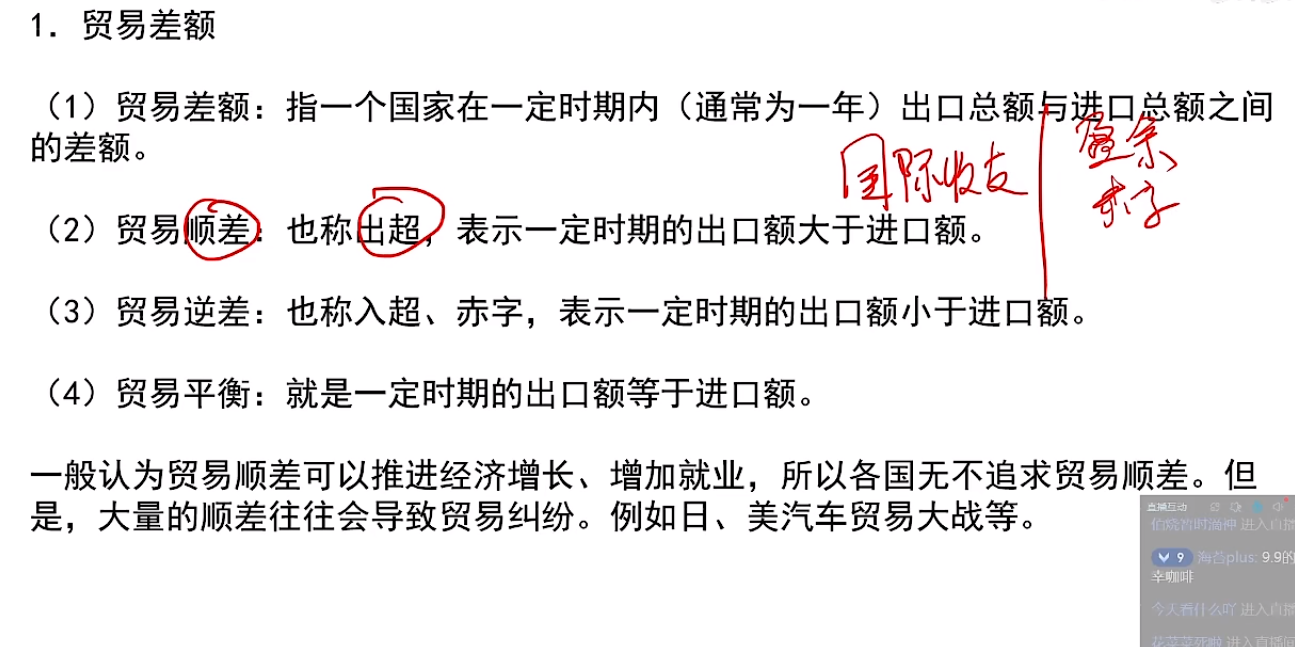 1. 贸易差额
（1）贸易差额：指一个国家在一定时期内（通常为一年）出口总额与进口总额之间
的差额。
国际收支
盈余
赤字
（2）贸易顺差：也称出超，表示一定时期的出口额大于进口额。
（3）贸易逆差：也称入超、赤字，表示一定时期的出口额小于进口额。
（4）贸易平衡：就是一定时期的出口额等于进口额。
一般认为贸易顺差可以推进经济增长、增加就业，所以各国无不追求贸易顺差。但
是，大量的顺差往往会导致贸易纠纷。例如日、美汽车贸易大战等。
直播互动
进入直播
9 海苔plus: 9.9的
幸咖啡
今天看什么吖 进入直播
花菜菜死啦 进入直播间